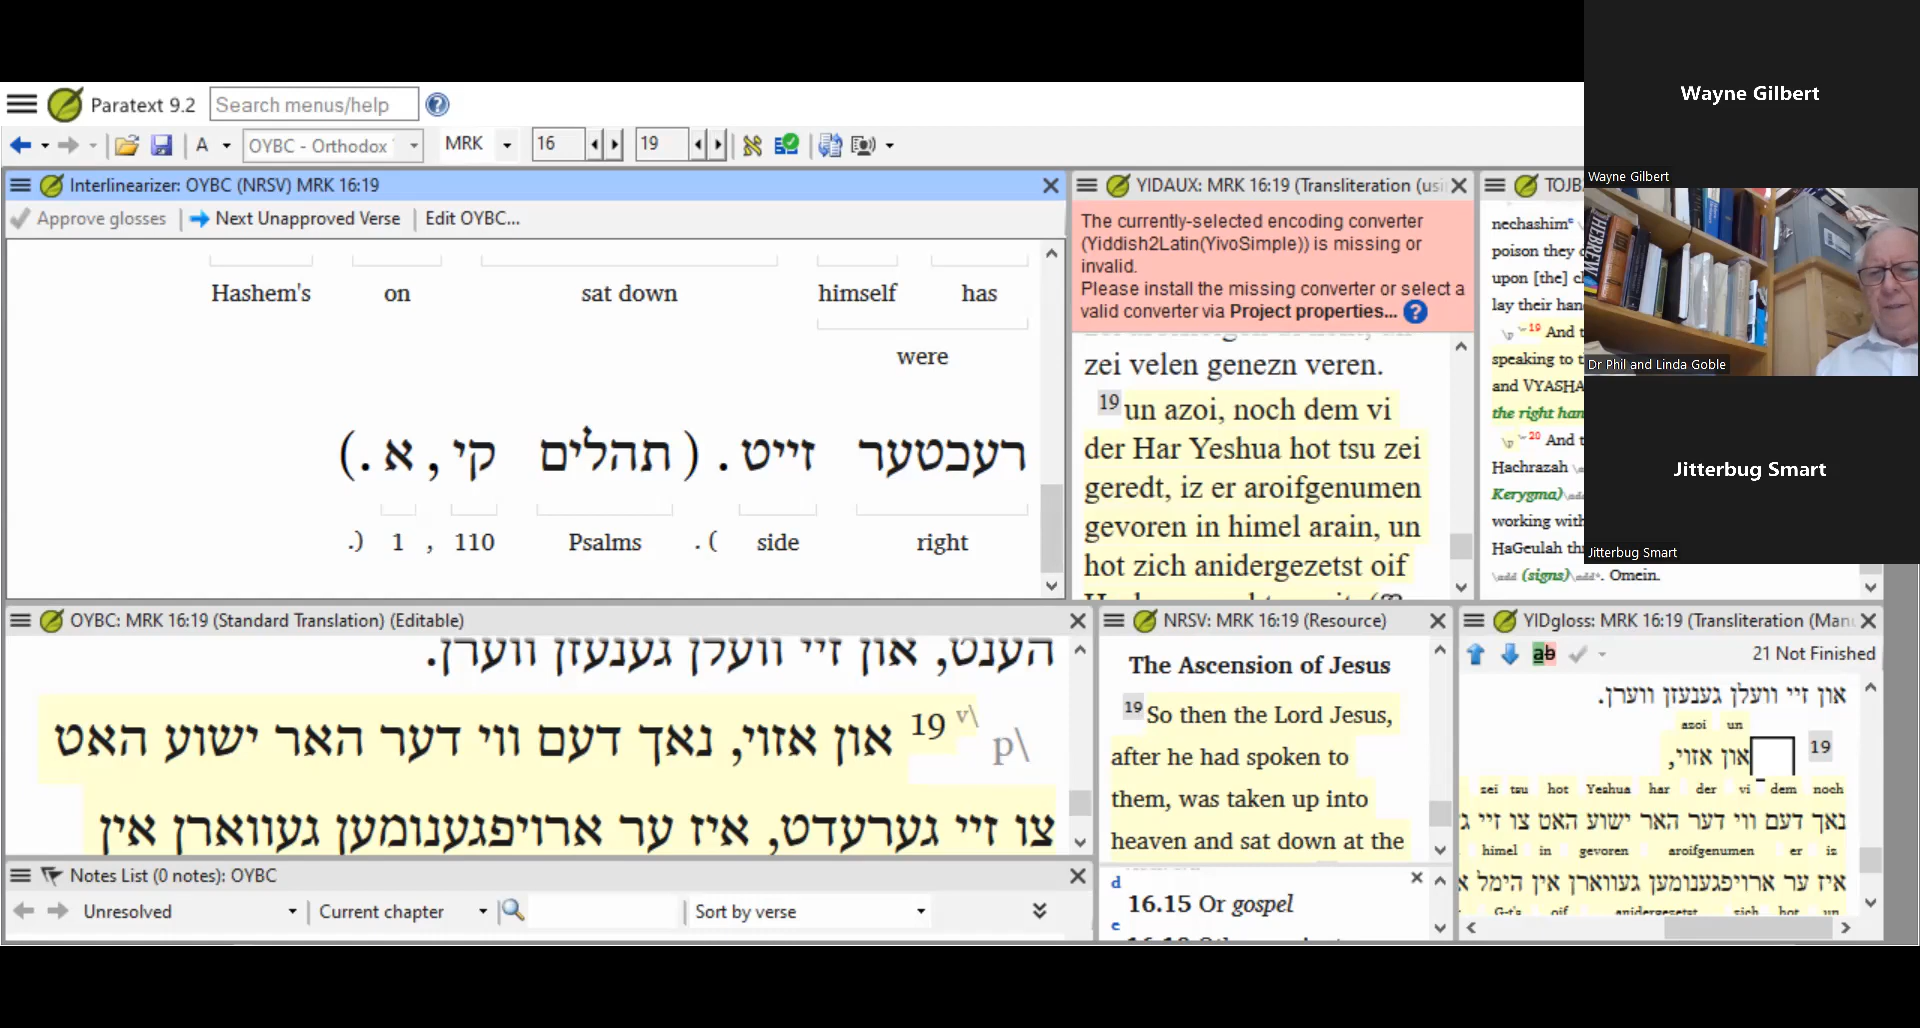 Paratext 9.2
Search menus/help
A
OYBC - Orthodox
MRK
16
19
Interlinearizer: OYBC (NRSV) MRK 16:19
Approve glosses
Next Unapproved Verse
Edit OYBC...
Hashem's on sat down himself has
were
רעכטער זייט. (תהלים קי, א.)
.) 1 , 110 Psalms . ( side right
YIDAUX: MRK 16:19 (Transliteration (usi
The currently-selected encoding converter
(Yiddish2Latin(YivoSimple)) is missing or
invalid.
Please install the missing converter or select a
valid converter via Project properties...
zei velen genezn veren.
19 un azoi, noch dem vi
der Har Yeshua hot tsu zei
geredt, iz er aroifgenumen
gevoren in himel arain, un
hot zich anidergezetst oif
TOJB
nechashim
poison they
upon [the]
lay their han
\p 19 And t
speaking to t
and VYASHA
the right han
\p 20 And t
Hachrazah
Kerygma)
working with
HaGeulah
\add (signs)\add*. Omein.
Wayne Gilbert
Wayne Gilbert
HEBREW
Dr Phil and Linda Goble
Jitterbug Smart
Jitterbug Smart
OYBC: MRK 16:19 (Standard Translation) (Editable)
הענט, און זיי וועלן גענעזן ווערן.
\p \v 19 און אזוי, נאך דעם ווי דער האר ישוע האט
צו זיי גערעדט, איז ער ארויפגענומען געווארן אין
NRSV: MRK 16:19 (Resource)
The Ascension of Jesus
19 So then the Lord Jesus,
after he had spoken to
them, was taken up into
heaven and sat down at the
d
16.15 Or gospel
e
YIDgloss: MRK 16:19 (Transliteration (Man
ab
21 Not Finished
און זיי וועלן גענעזן ווערן.
azoi un
19 און אזוי,
zei tsu hot Yeshua har der vi dem noch
נאך דעם ווי דער האר ישוע האט צו זיי ג
himel in gevoren aroifgenumen er iz
איז ער ארויפגענומען געווארן אין הימל א
G-t's oif anidergezetst zich hot un
Notes List (0 notes): OYBC
Unresolved
Current chapter
Sort by verse